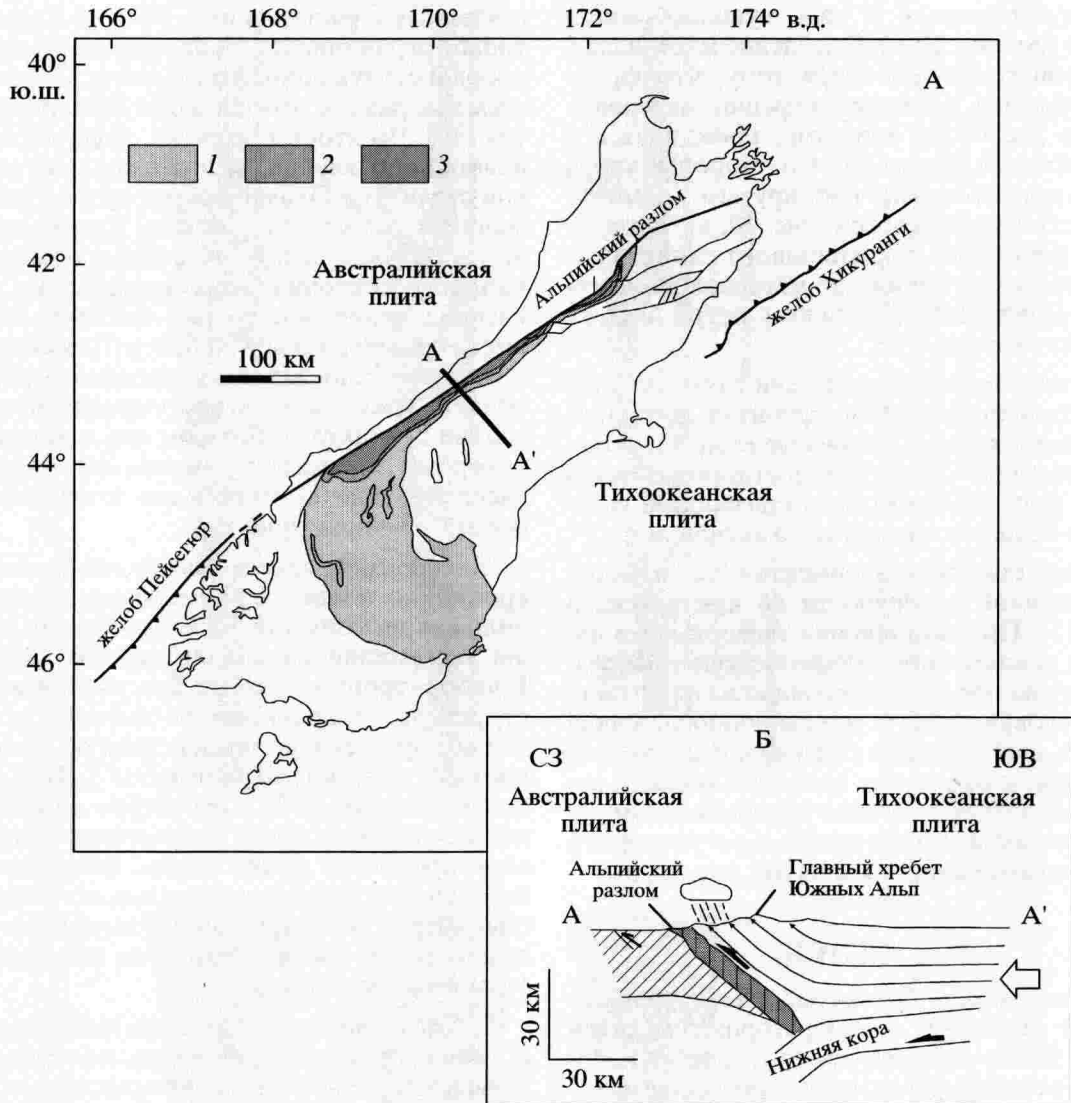 166° 168° 170° 172° 174° в.д.
40°
ю.ш.
А
1 2 3
42°
Австралийская
плита
Альпийский разлом
желоб Хикуранги
100 км
А
А'
44°
Тихоокеанская
плита
желоб Пейсегюр
46°
Б
СЗ ЮВ
Австралийская
плита
Тихоокеанская
плита
Альпийский
разлом
Главный хребет
Южных Альп
А А'
30 км
Нижняя кора
30 км